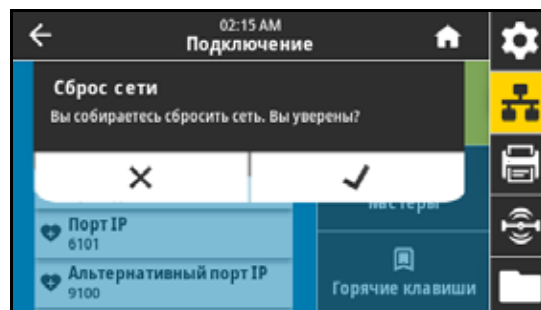 02:15 AM
Подключение
Сброс сети
Вы собираетесь сбросить сеть. Вы уверены?
Мастеры
Порт IP
6101
Альтернативный порт IP
9100
Горячие клавиши